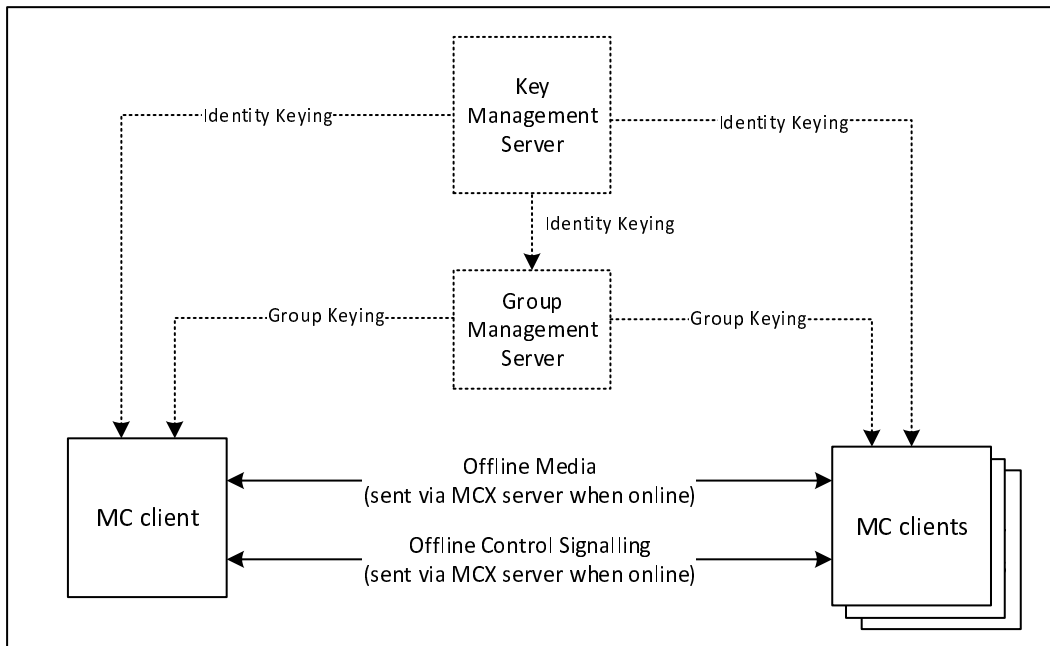 Key
Management
Server
Identity Keying
Identity Keying
Identity Keying
Group
Management
Server
Group Keying
Group Keying
MC client
Offline Media
(sent via MCX server when online)
Offline Control Signalling
(sent via MCX server when online)
MC clients